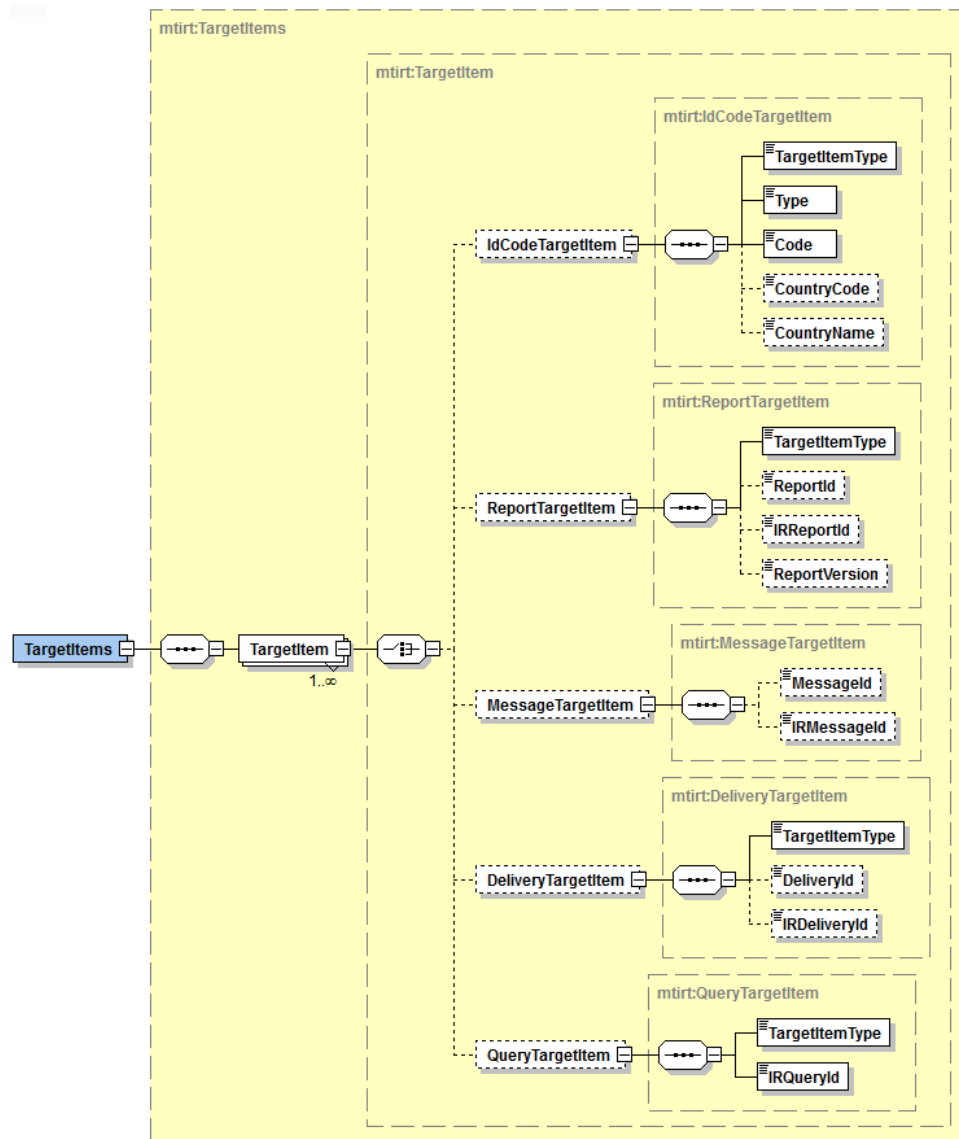 mtirt:TargetItems
mtirt:TargetItem
mtirt:IdCodeTargetItem
TargetItemType
Type
IdCodeTargetItem
Code
CountryCode
CountryName
mtirt:ReportTargetItem
TargetItemType
ReportId
ReportTargetItem
IRReportId
ReportVersion
TargetItems
TargetItem
1..∞
mtirt:MessageTargetItem
MessageId
MessageTargetItem
IRMessageId
mtirt:DeliveryTargetItem
TargetItemType
DeliveryTargetItem
DeliveryId
IRDeliveryId
mtirt:QueryTargetItem
TargetItemType
QueryTargetItem
IRQueryId